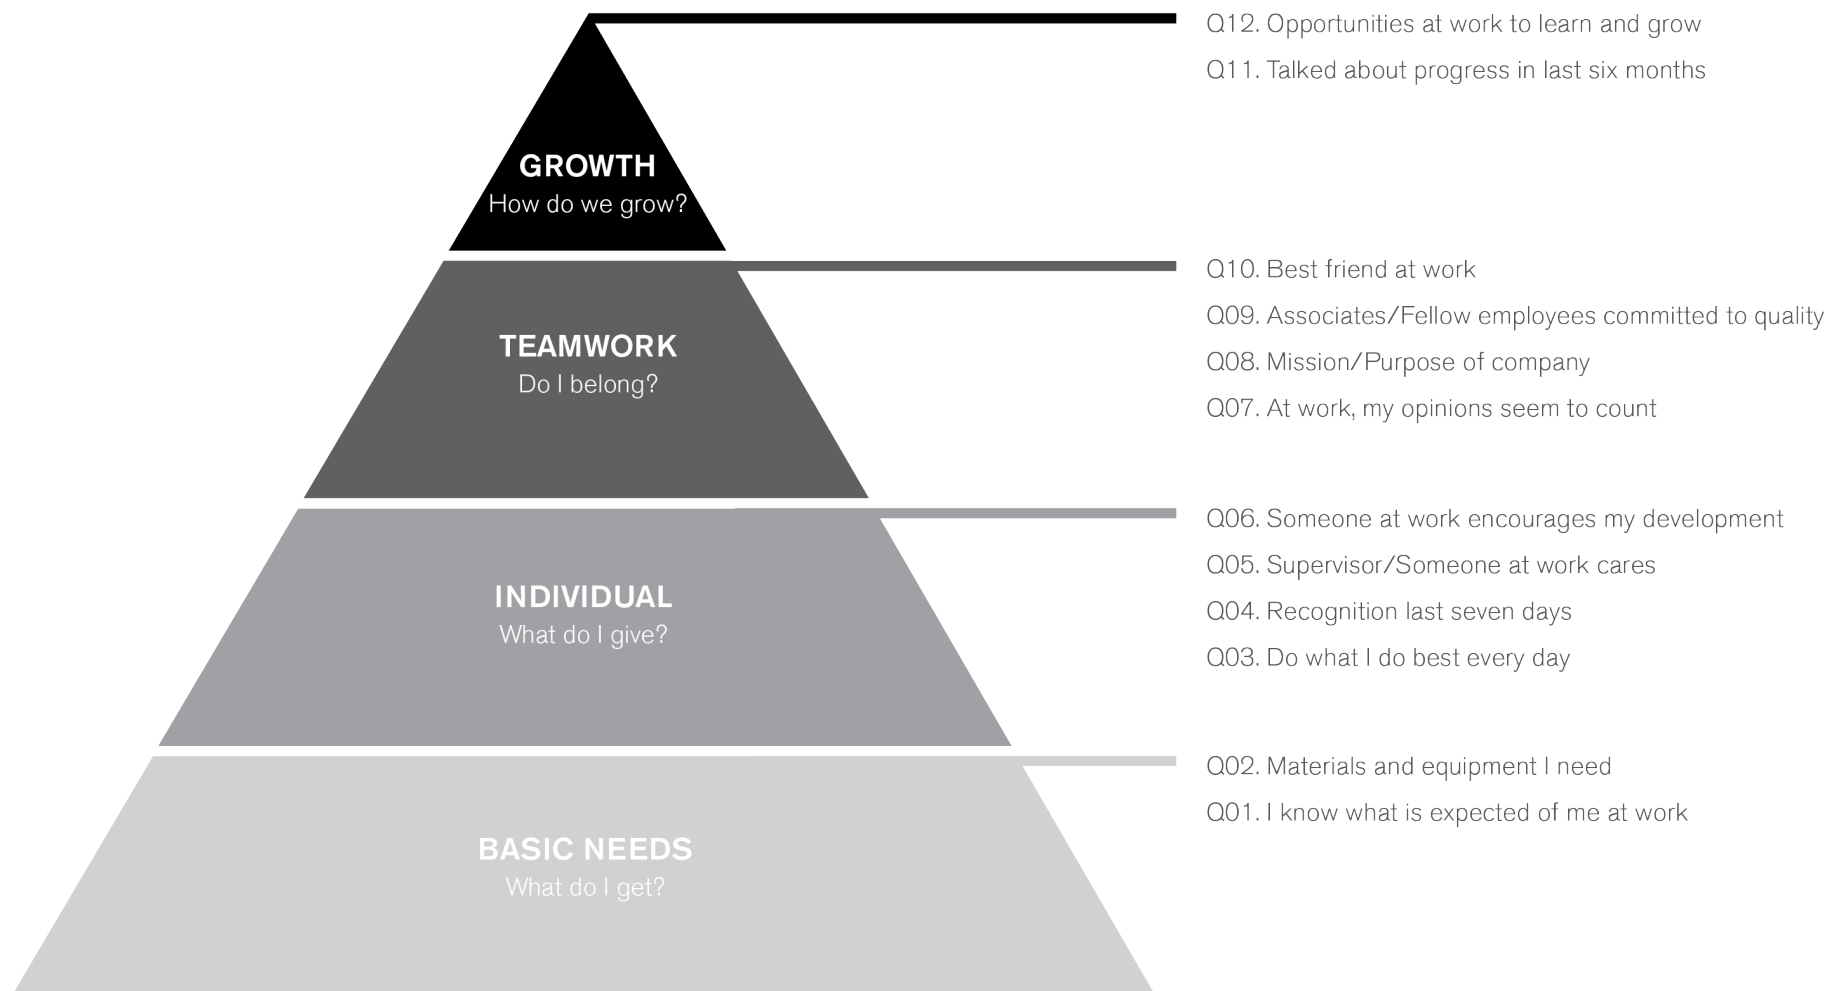 Q12. Opportunities at work to learn and grow
Q11. Talked about progress in last six months
GROWTH
How do we grow?
Q10. Best friend at work
Q09. Associates/Fellow employees committed to quality
Q08. Mission/Purpose of company
Q07. At work, my opinions seem to count
TEAMWORK
Do I belong?
Q06. Someone at work encourages my development
Q05. Supervisor/Someone at work cares
Q04. Recognition last seven days
Q03. Do what I do best every day
INDIVIDUAL
What do I give?
Q02. Materials and equipment I need
Q01. I know what is expected of me at work
BASIC NEEDS
What do I get?